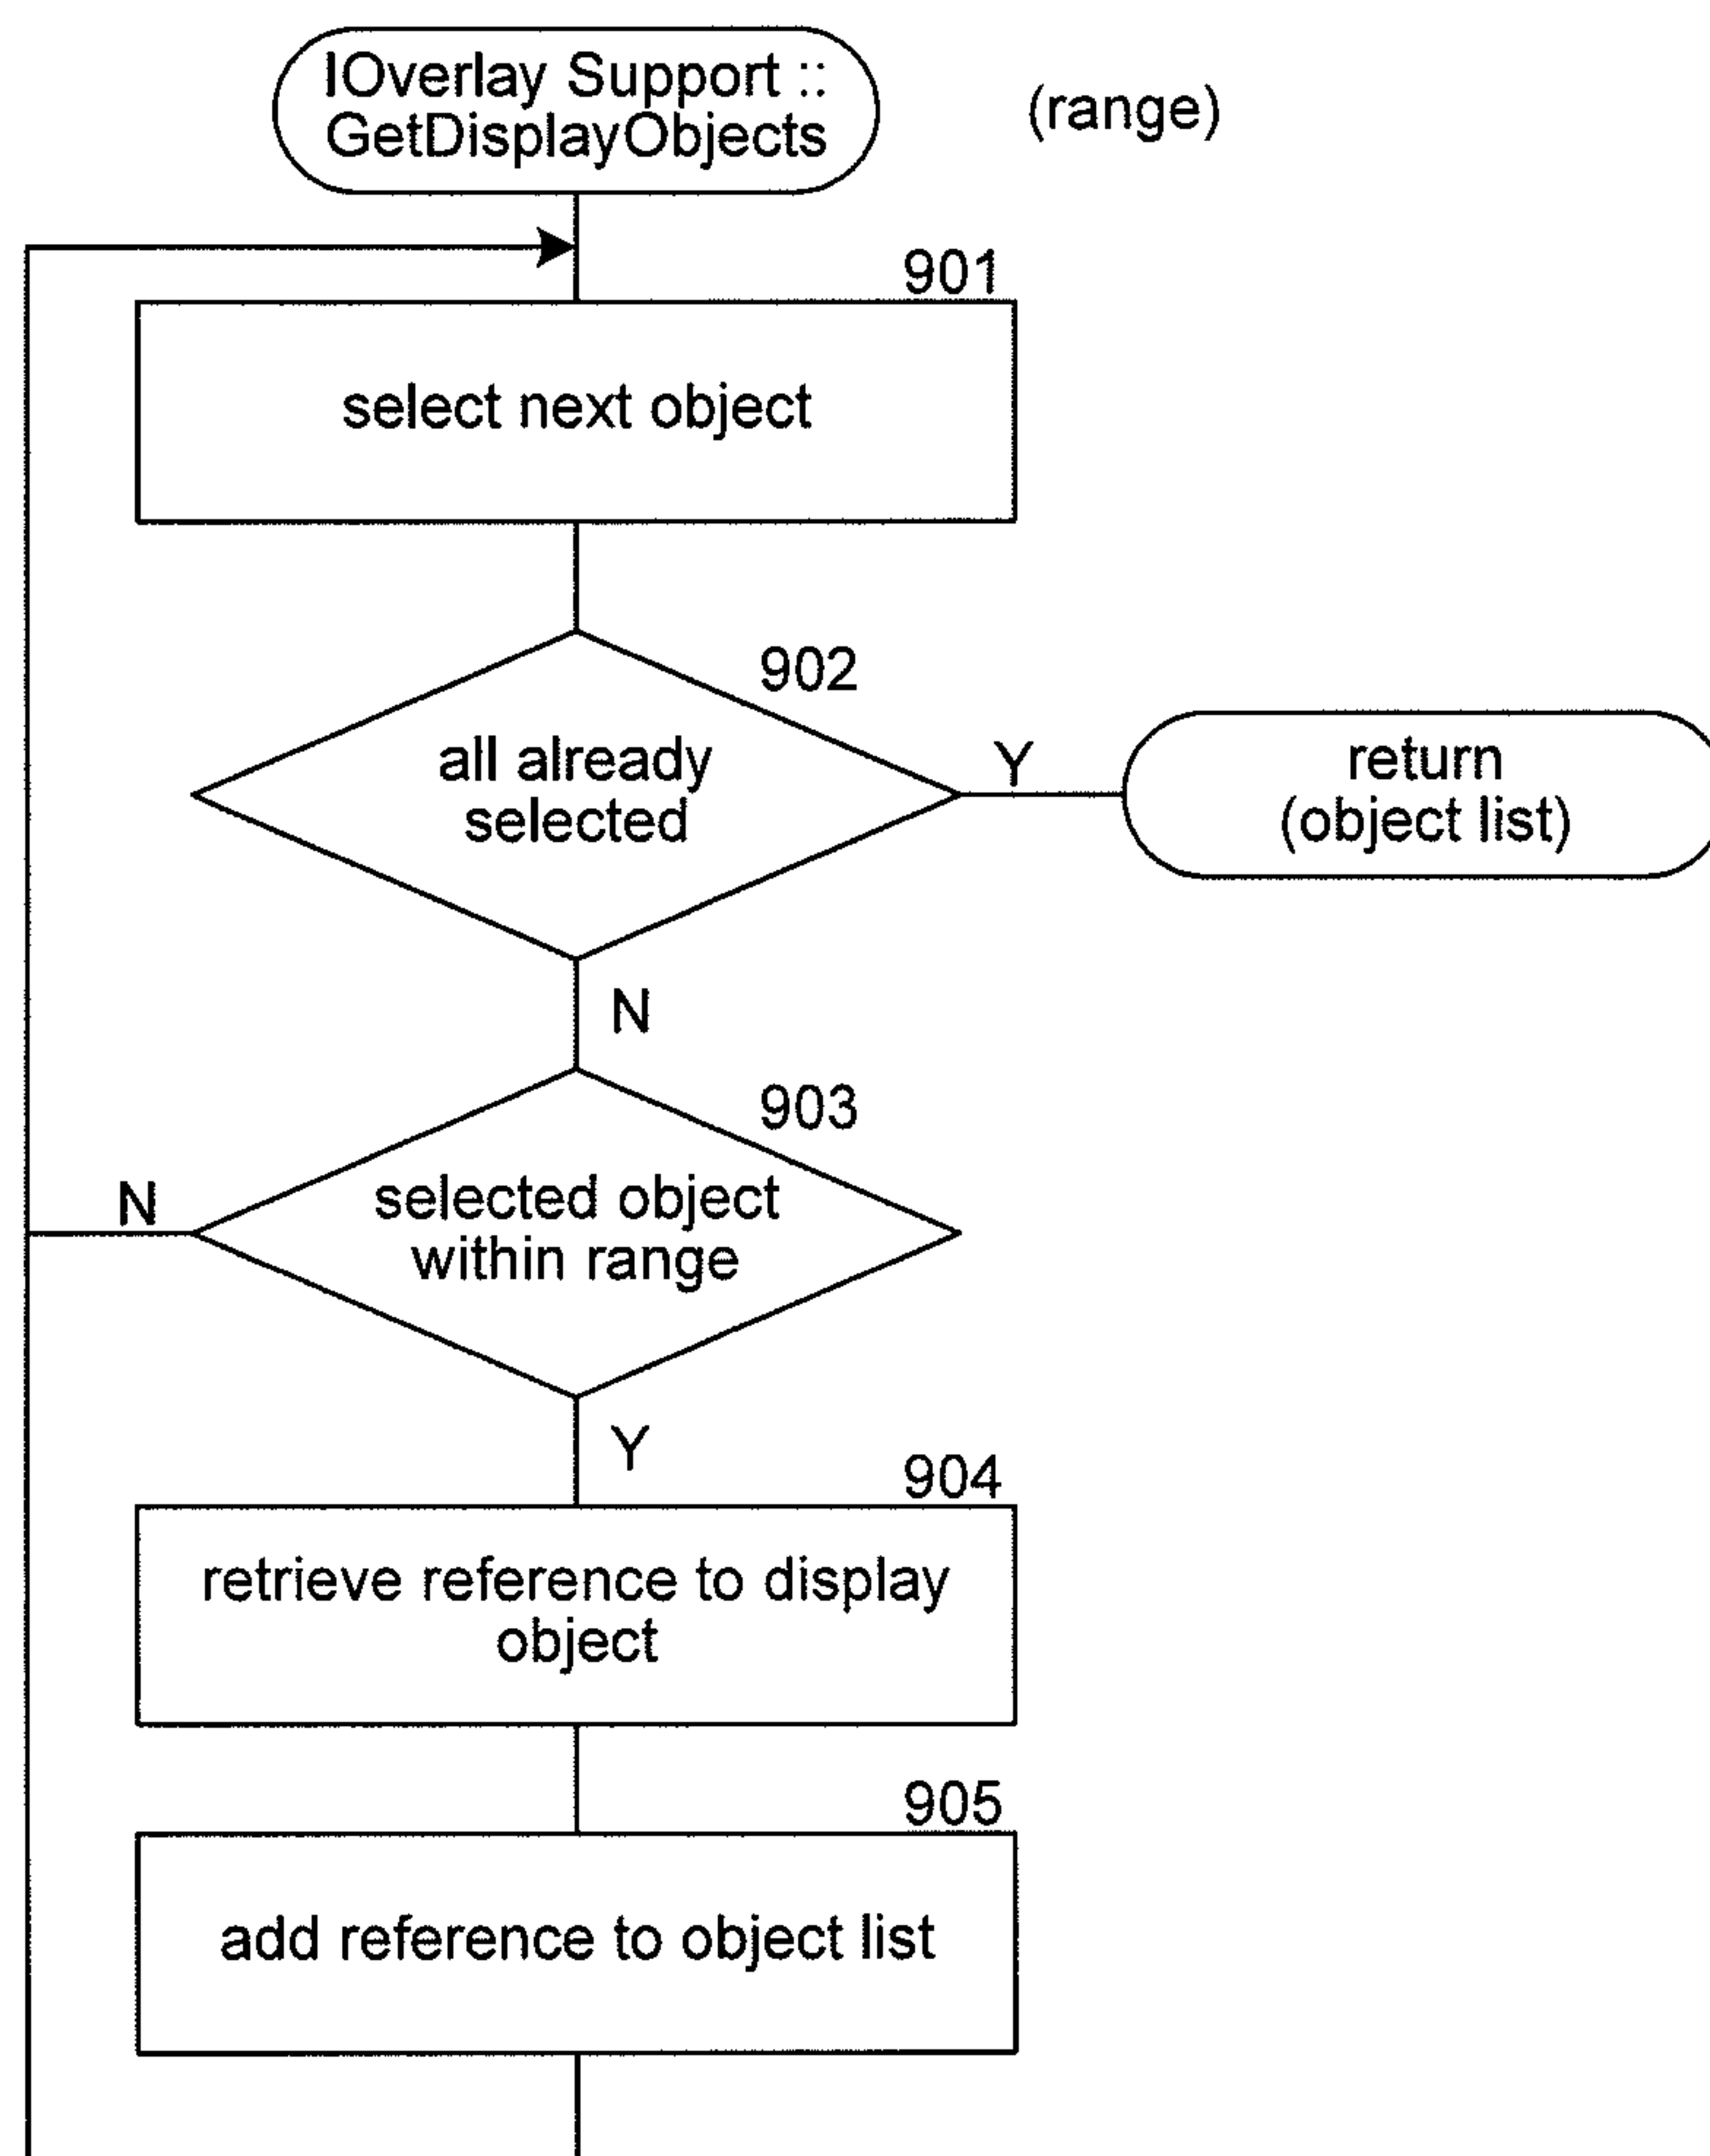 IOverlay Support ::
GetDisplayObjects
(range)
901
select next object
902
all already
selected
Y
return
(object list)
N
903
selected object
within range
N
Y
904
retrieve reference to display
object
905
add reference to object list